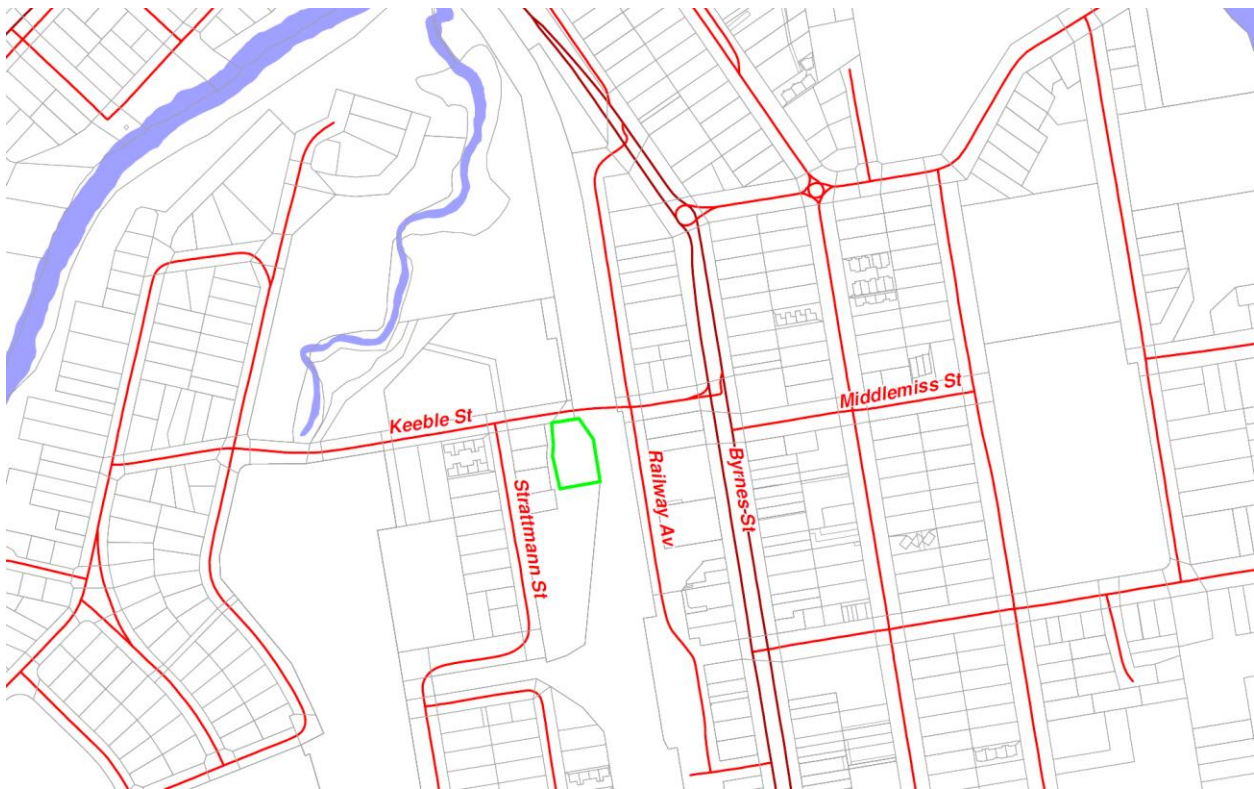 Keeble St
Middlemiss St
Strattmann St
Railway Av
Byrnes St